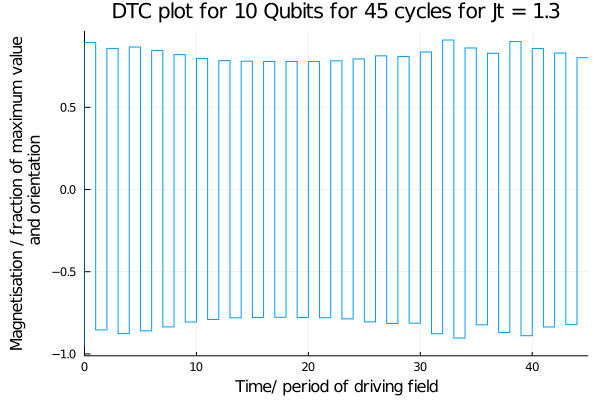 DTC plot for 10 Qubits for 45 cycles for Jt = 1.3
Magnetisation / fraction of maximum value
and orientation
0.5
0.0
−0.5
−1.0
0
10
20
30
40
Time/ period of driving field